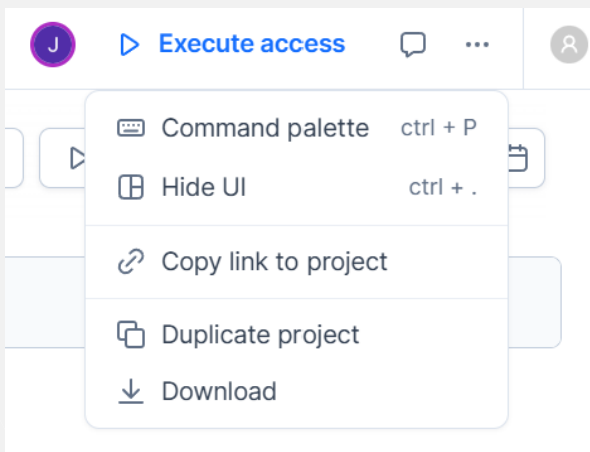 J Execute access
Command palette ctrl + P
Hide UI ctrl + .
Copy link to project
Duplicate project
Download